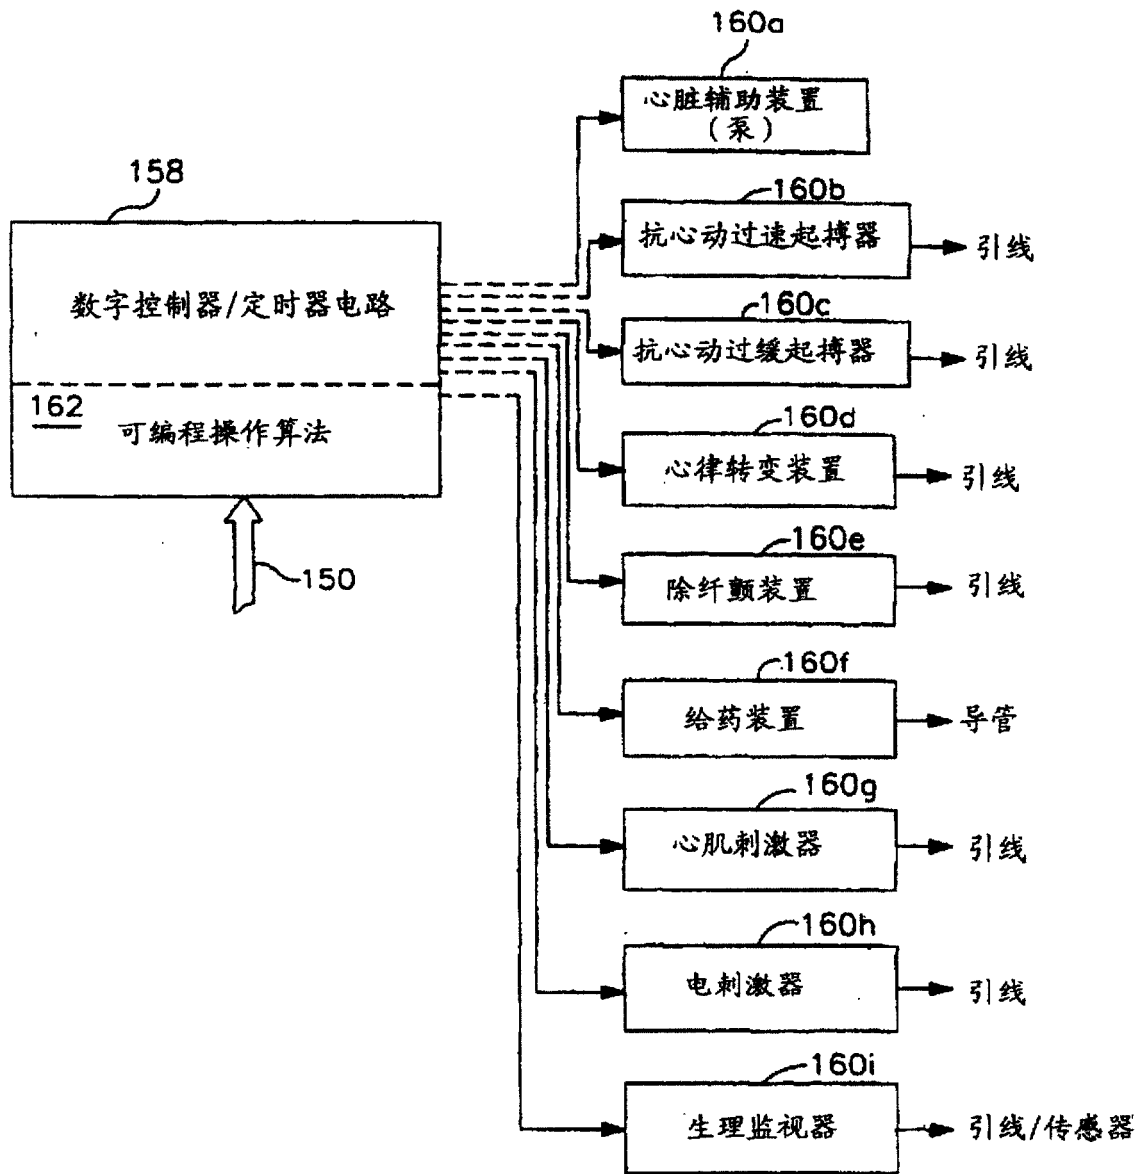 160a
心脏辅助装置
(泵)
158
160b
抗心动过速起搏器
引线
数字控制器/定时器电路
160c
抗心动过缓起搏器
引线
162
可编程操作算法
160d
心律转变装置
引线
150
160e
除纤颤装置
引线
160f
给药装置
导管
160g
心肌刺激器
引线
160h
电刺激器
引线
160i
生理监视器
引线/传感器